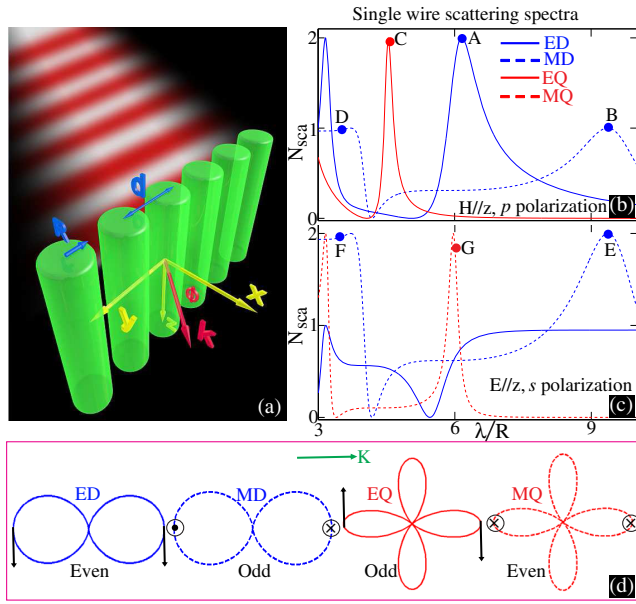 Single wire scattering spectra
d
R
y
z
θ
k
x
(a)
2
1
0
N_sca
D
C
A
B
ED
MD
EQ
MQ
H//z, p polarization
(b)
2
1
0
N_sca
F
G
E
E//z, s polarization
(c)
3
6
9
λ/R
K
ED
MD
EQ
MQ
Even
Odd
Odd
Even
(d)